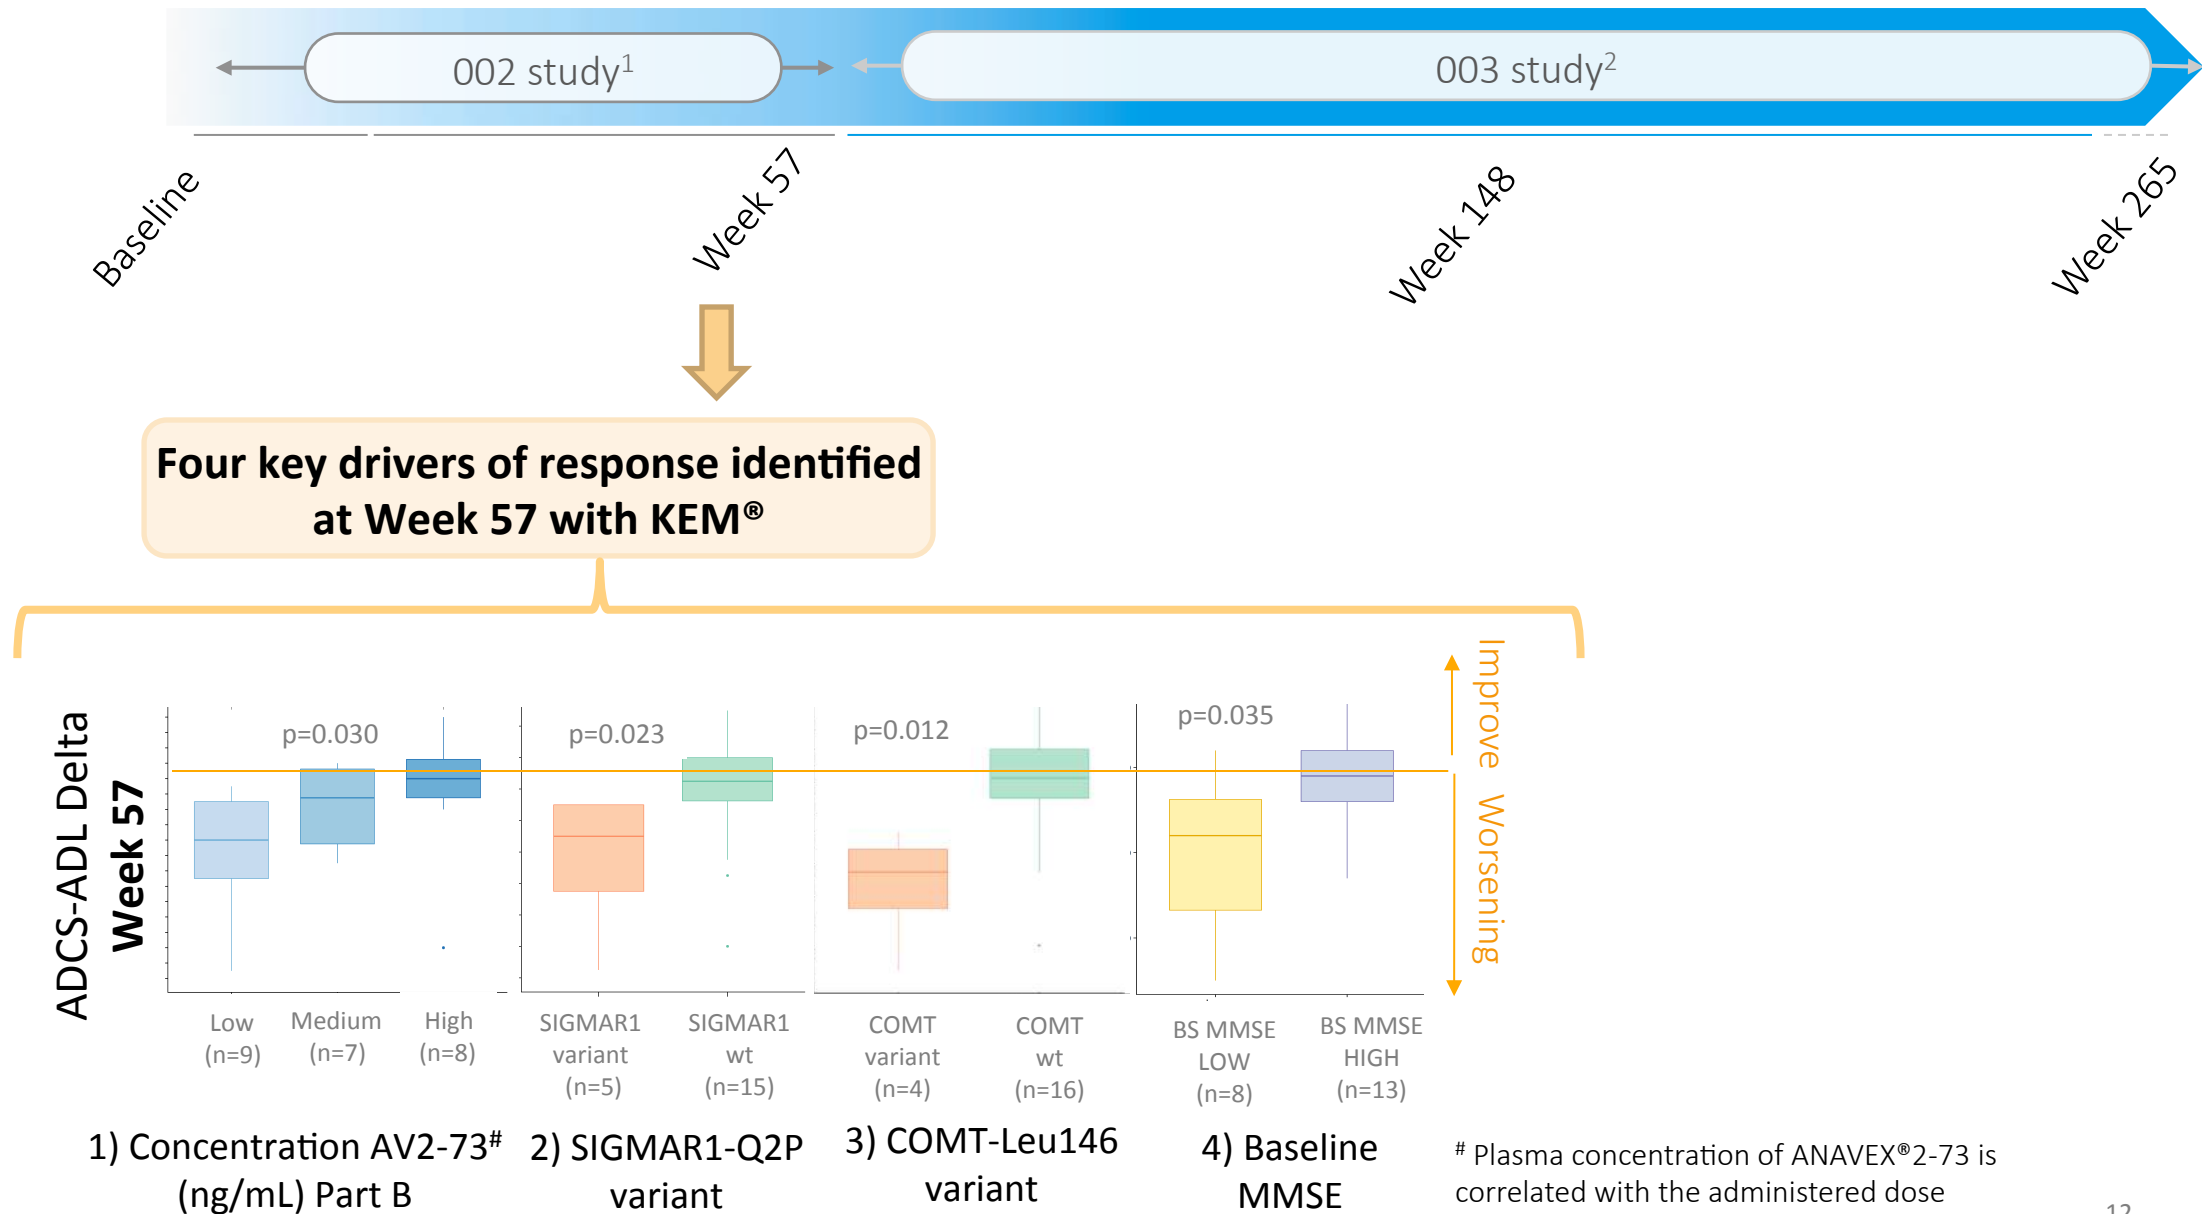 002 study¹
003 study²
Baseline
Week 57
Week 148
Week 265
Four key drivers of response identified
at Week 57 with KEM®
ADCS-ADL Delta
Week 57
p=0.030
p=0.023
p=0.012
p=0.035
Improve
Worsening
Low
(n=9)
Medium
(n=7)
High
(n=8)
SIGMAR1
variant
(n=5)
SIGMAR1
wt
(n=15)
COMT
variant
(n=4)
COMT
wt
(n=16)
BS MMSE
LOW
(n=8)
BS MMSE
HIGH
(n=13)
1) Concentration AV2-73#
(ng/mL) Part B
2) SIGMAR1-Q2P
variant
3) COMT-Leu146
variant
4) Baseline
MMSE
# Plasma concentration of ANAVEX®2-73 is
correlated with the administered dose
12